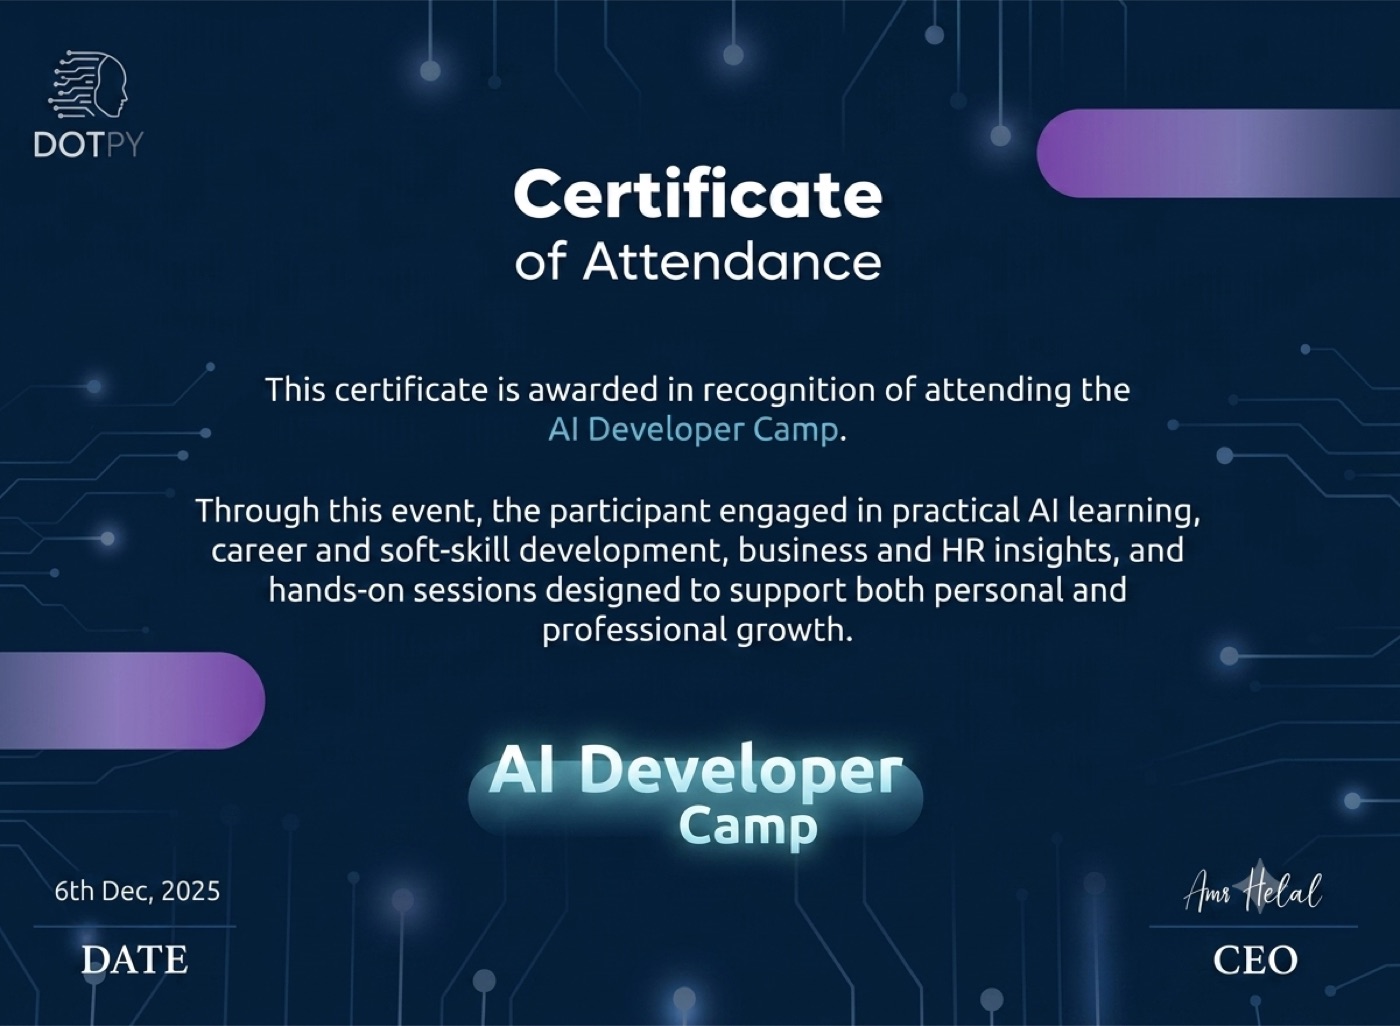 DOTPY
Certificate
of Attendance
This certificate is awarded in recognition of attending the
AI Developer Camp.
Through this event, the participant engaged in practical AI learning,
career and soft-skill development, business and HR insights, and
hands-on sessions designed to support both personal and
professional growth.
AI Developer
Camp
6th Dec, 2025
DATE
Amr Helal
CEO